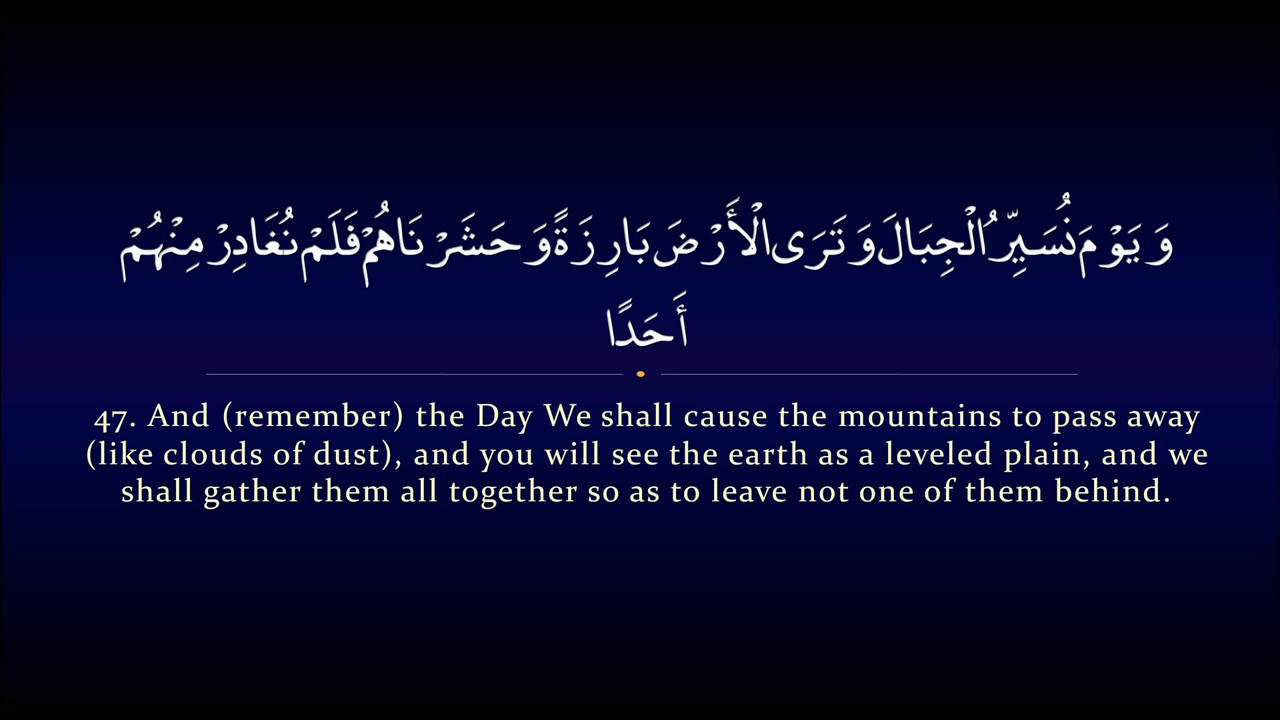 وَيَوْمَ نُسَيِّرُ الْجِبَالَ وَتَرَى الْأَرْضَ بَارِزَةً وَحَشَرْنَاهُمْ فَلَمْ نُغَادِرْ مِنْهُمْ
أَحَدًا
47. And (remember) the Day We shall cause the mountains to pass away
(like clouds of dust), and you will see the earth as a leveled plain, and we
shall gather them all together so as to leave not one of them behind.